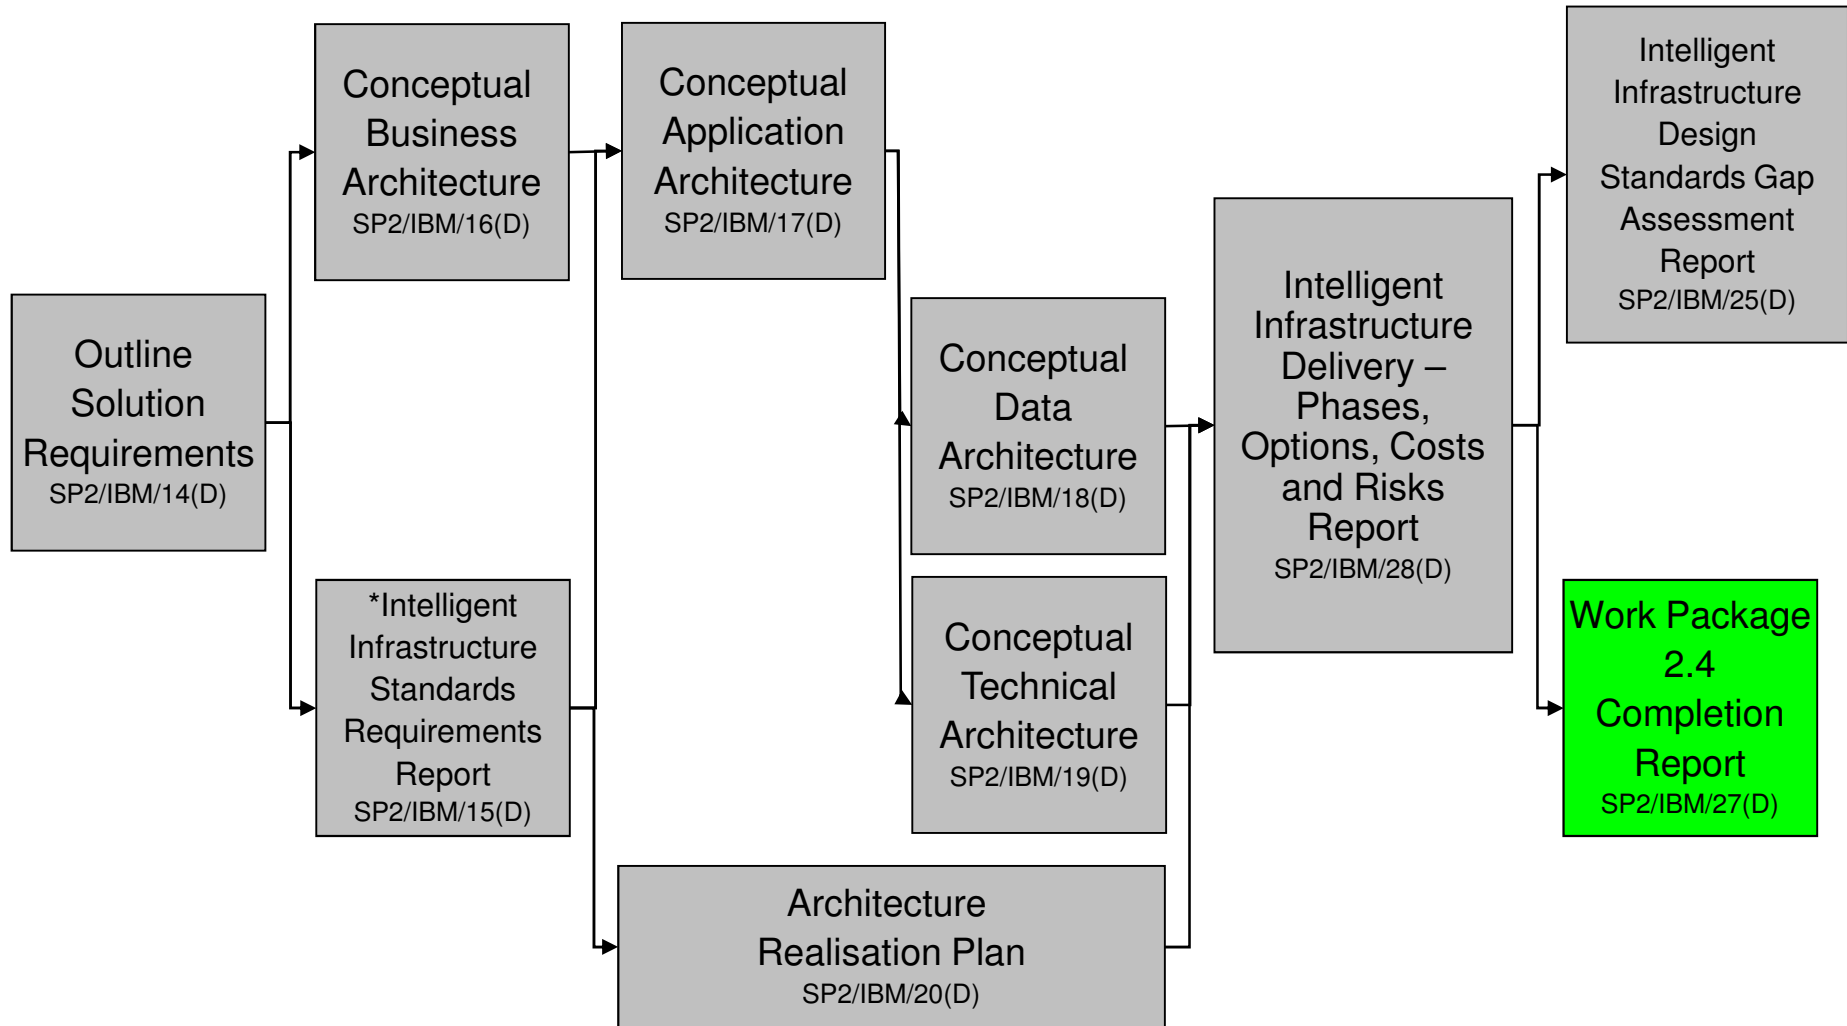 Outline
Solution
Requirements
SP2/IBM/14(D)
Conceptual
Business
Architecture
SP2/IBM/16(D)
*Intelligent
Infrastructure
Standards
Requirements
Report
SP2/IBM/15(D)
Conceptual
Application
Architecture
SP2/IBM/17(D)
Conceptual
Data
Architecture
SP2/IBM/18(D)
Conceptual
Technical
Architecture
SP2/IBM/19(D)
Architecture
Realisation Plan
SP2/IBM/20(D)
Intelligent
Infrastructure
Delivery –
Phases,
Options, Costs
and Risks
Report
SP2/IBM/28(D)
Intelligent
Infrastructure
Design
Standards Gap
Assessment
Report
SP2/IBM/25(D)
Work Package
2.4
Completion
Report
SP2/IBM/27(D)